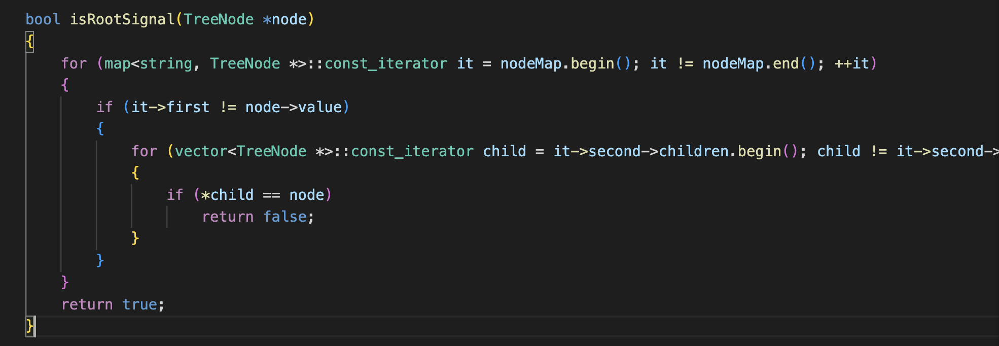 bool isRootSignal(TreeNode *node)
{
    for (map<string, TreeNode *>::const_iterator it = nodeMap.begin(); it != nodeMap.end(); ++it)
    {
        if (it->first != node->value)
        {
            for (vector<TreeNode *>::const_iterator child = it->second->children.begin(); child != it->second->
            {
                if (*child == node)
                    return false;
            }
        }
    }
    return true;
}